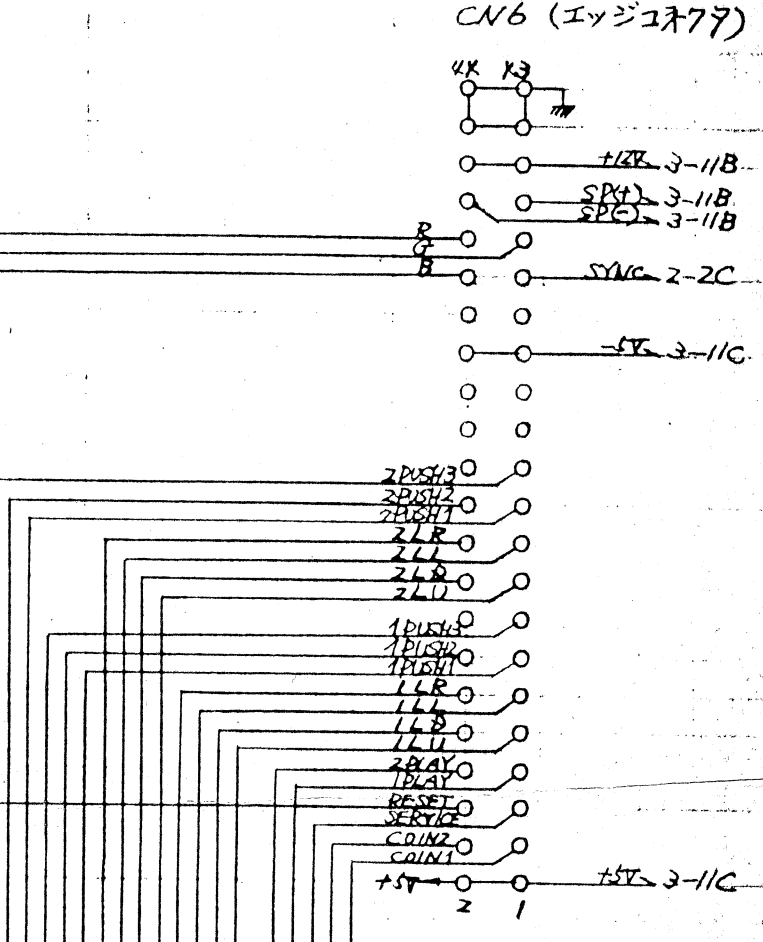 CN6 (エッジコネクタ)
44 43
+12V 3-11B
SP(+) 3-11B
SP(-) 3-11B
R
G
B
SYNC 2-2C
-5V 3-11C
2PUSH3
2PUSH2
2PUSH1
2LR
2LL
2LD
2LU
1PUSH3
1PUSH2
1PUSH1
1LR
1LL
1LD
1LU
2PLAY
1PLAY
RESET
SERVICE
COIN2
COIN1
+5V +5V 3-11C
2 1